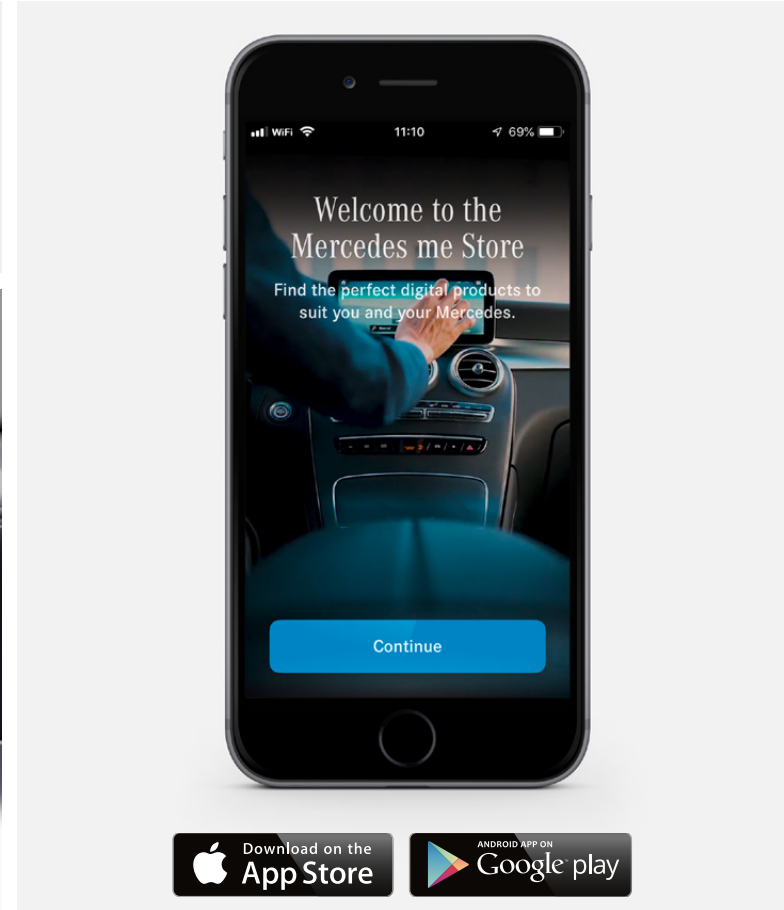 WiFi 11:10 69%
Welcome to the
Mercedes me Store
Find the perfect digital products to
suit you and your Mercedes.
Continue
Download on the
App Store
ANDROID APP ON
Google play